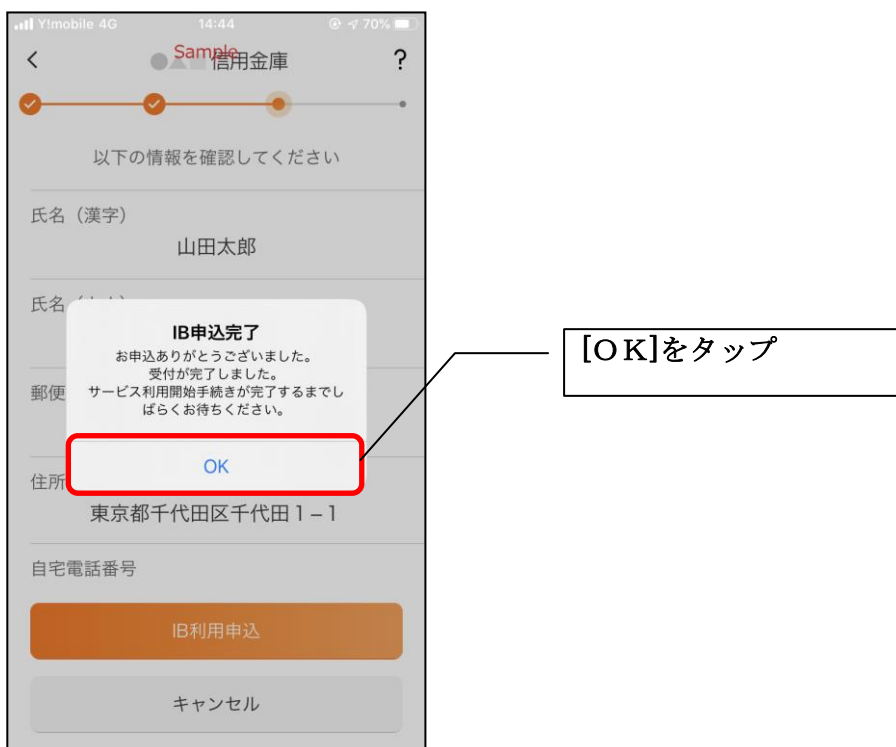 Y!mobile 4G 14:44 70%
Sample
●▲■信用金庫 ?
以下の情報を確認してください
氏名（漢字）
山田太郎
氏名
IB申込完了
お申込ありがとうございました。
受付が完了しました。
サービス利用開始手続きが完了するまでし
ばらくお待ちください。
OK
[ＯＫ]をタップ
郵便
住所
東京都千代田区千代田１−１
自宅電話番号
IB利用申込
キャンセル